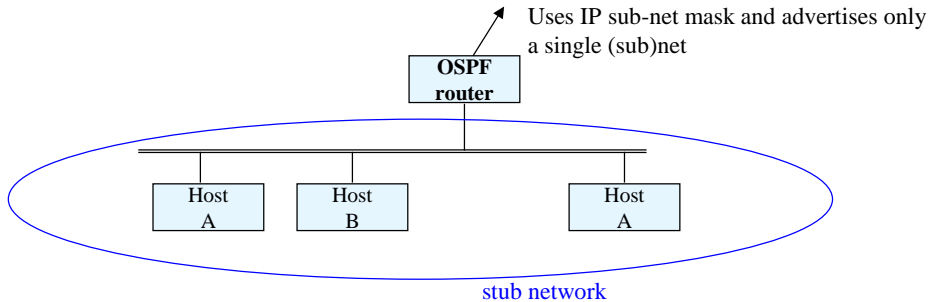 Uses IP sub-net mask and advertises only
a single (sub)net
OSPF
router
Host
A
Host
B
Host
A
stub network